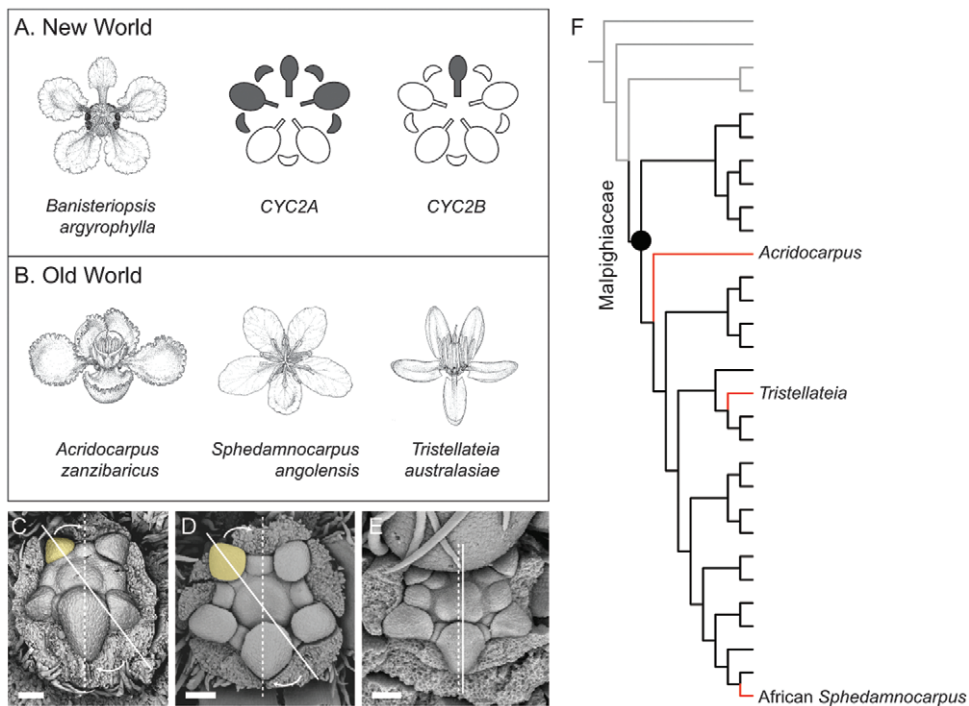 A. New World
Banisteriopsis
argyrophylla
CYC2A
CYC2B
B. Old World
Acridocarpus
zanzibaricus
Sphedamnocarpus
angolensis
Tristellateia
australasiae
C
D
E
F
Malpighiaceae
Acridocarpus
Tristellateia
African Sphedamnocarpus